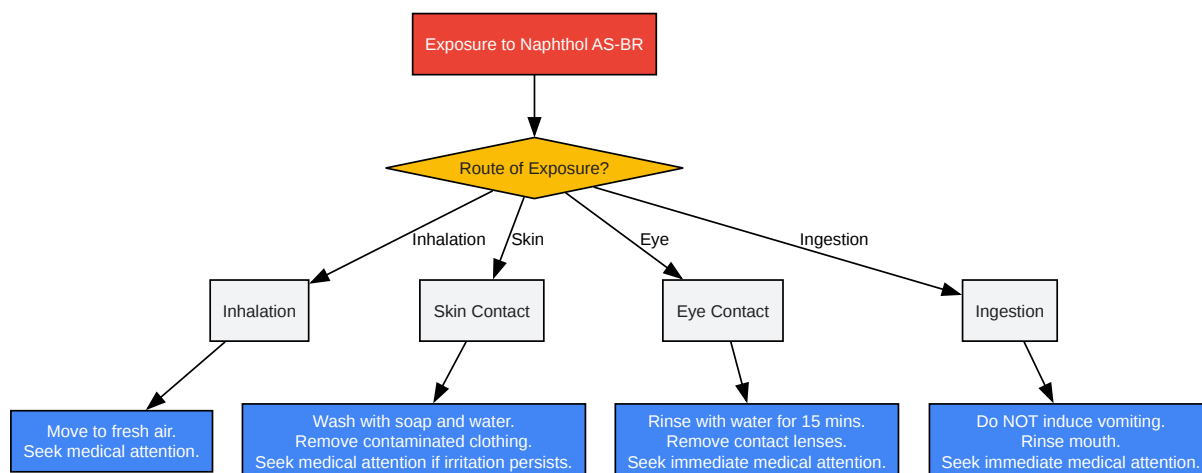 Exposure to Naphthol AS-BR
Route of Exposure?
Inhalation
Skin
Eye
Ingestion
Inhalation
Skin Contact
Eye Contact
Ingestion
Move to fresh air.
Seek medical attention.
Wash with soap and water.
Remove contaminated clothing.
Seek medical attention if irritation persists.
Rinse with water for 15 mins.
Remove contact lenses.
Seek immediate medical attention.
Do NOT induce vomiting.
Rinse mouth.
Seek immediate medical attention.